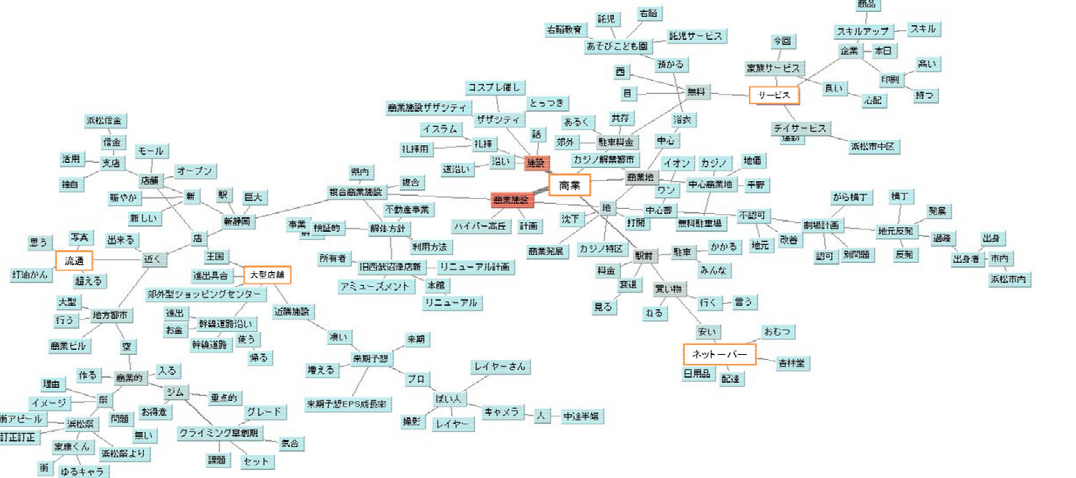 商品
右脳
託児
スキルアップ
スキル
右脳教育
託児サービス
あそびこども園
今回
企業
本日
高い
預かる
家族サービス
印刷
西
コスプレ催し
良い
持つ
目
無料
サービス
心配
商業施設ザザシティ
とっつき
浜松信金
ザザシティ
共存
浴衣
あるく
イスラム
話
デイサービス
信金
礼拝
郊外
駐車料金
中心
浜松市中区
モール
礼拝用
活用
支店
沿い
施設
カジノ解禁都市
イオン
カジノ
地価
道沿い
県内
オープン
独自
店舗
複合
商業
商業地
中心商業地
平野
複合商業施設
ワン
賑やか
新
駅
巨大
商業施設
がら横丁
横丁
不動産事業
地
中心部
発展
新しい
新静岡
沈下
打開
無料駐車場
不認可
劇場計画
地元反発
事業
検証的
解体方針
ハイパー高丘
計画
写真
出来る
店
過疎
出身
思う
利用方法
商業発展
カジノ特区
駐車
かかる
地元
改善
認可
別問題
反発
出身者
市内
王国
所有者
駅前
流通
近く
旧西武沼津店新
リニューアル計画
料金
みんな
灯油かん
進出具合
大型店舗
浜松市内
超える
アミューズメント
本館
衰退
買い物
郊外型ショッピングセンター
リニューアル
見る
行く
言う
大型
進出
近隣施設
ねる
地方都市
行う
幹線道路沿い
お金
安い
おむつ
商業ビル
空
幹線道路
使う
凄い
来期
ネットーパー
帰る
来期予想
杏林堂
増える
レイヤーさん
日用品
配達
作る
商業的
入る
プロ
理由
ジム
重点的
ぱい人
祭
イメージ
来期予想EPS成長率
お得意
グレード
キャメラ
人
中途半端
問題
撮影
レイヤー
浜松祭
訂正訂正
無い
クライミング草創期
気合
家康くん
浜松祭より
課題
セット
街
ゆるキャラ